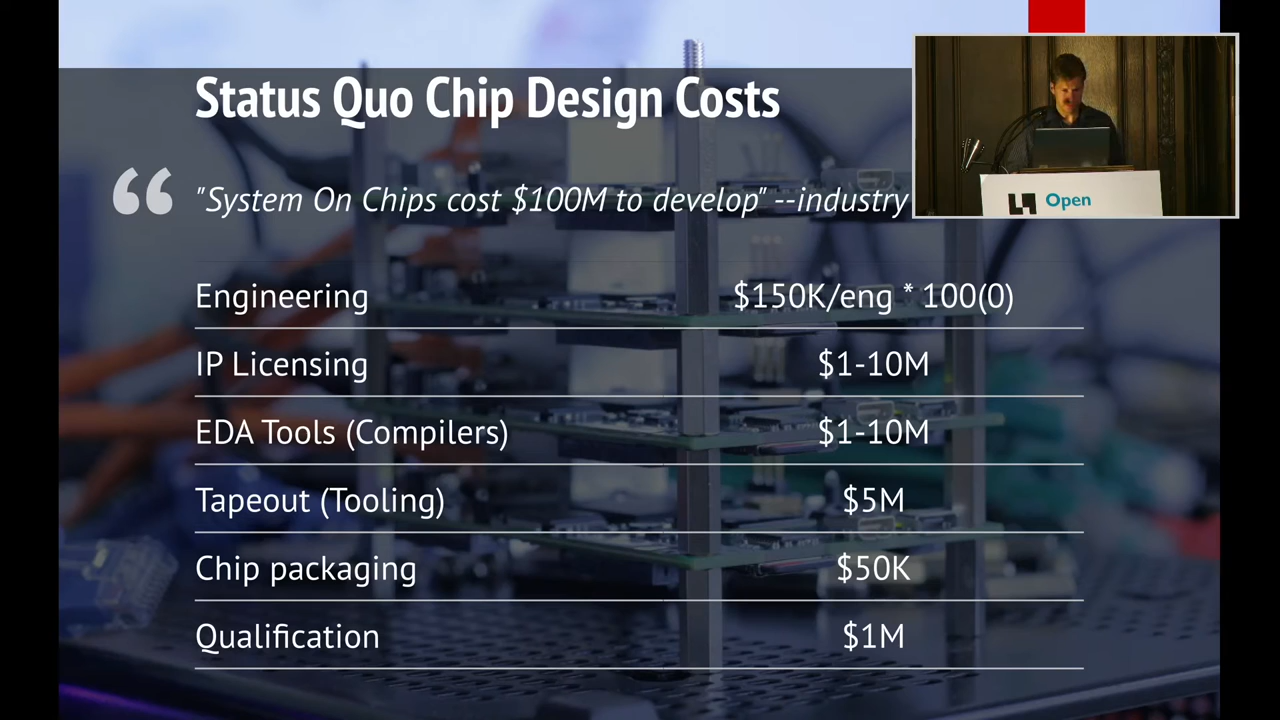 Status Quo Chip Design Costs
"System On Chips cost $100M to develop" --industry
Engineering $150K/eng * 100(0)
IP Licensing $1-10M
EDA Tools (Compilers) $1-10M
Tapeout (Tooling) $5M
Chip packaging $50K
Qualification $1M
Open